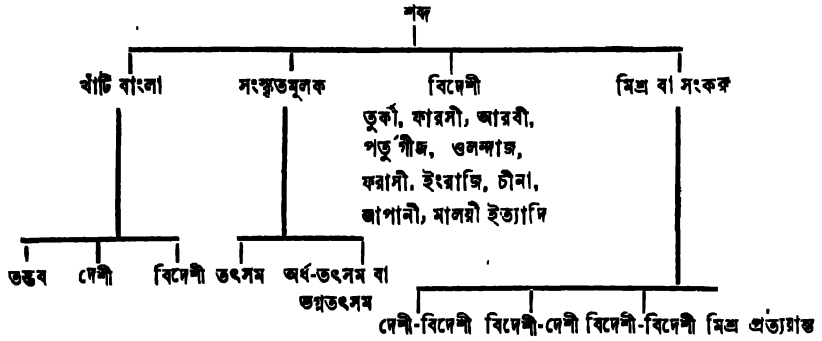 শব্দ
খাঁটি বাংলা সংস্কৃতমূলক বিদেশী মিশ্র বা সংকর
তুর্কী, ফারসী, আরবী,
পর্তুগীজ, ওলন্দাজ,
ফরাসী, ইংরাজি, চীনা,
জাপানী, মালয়ী ইত্যাদি
তদ্ভব দেশী বিদেশী তৎসম অর্ধ-তৎসম বা
ভগ্নতৎসম
দেশী-বিদেশী বিদেশী-দেশী বিদেশী-বিদেশী মিশ্র প্রত্যয়ান্ত